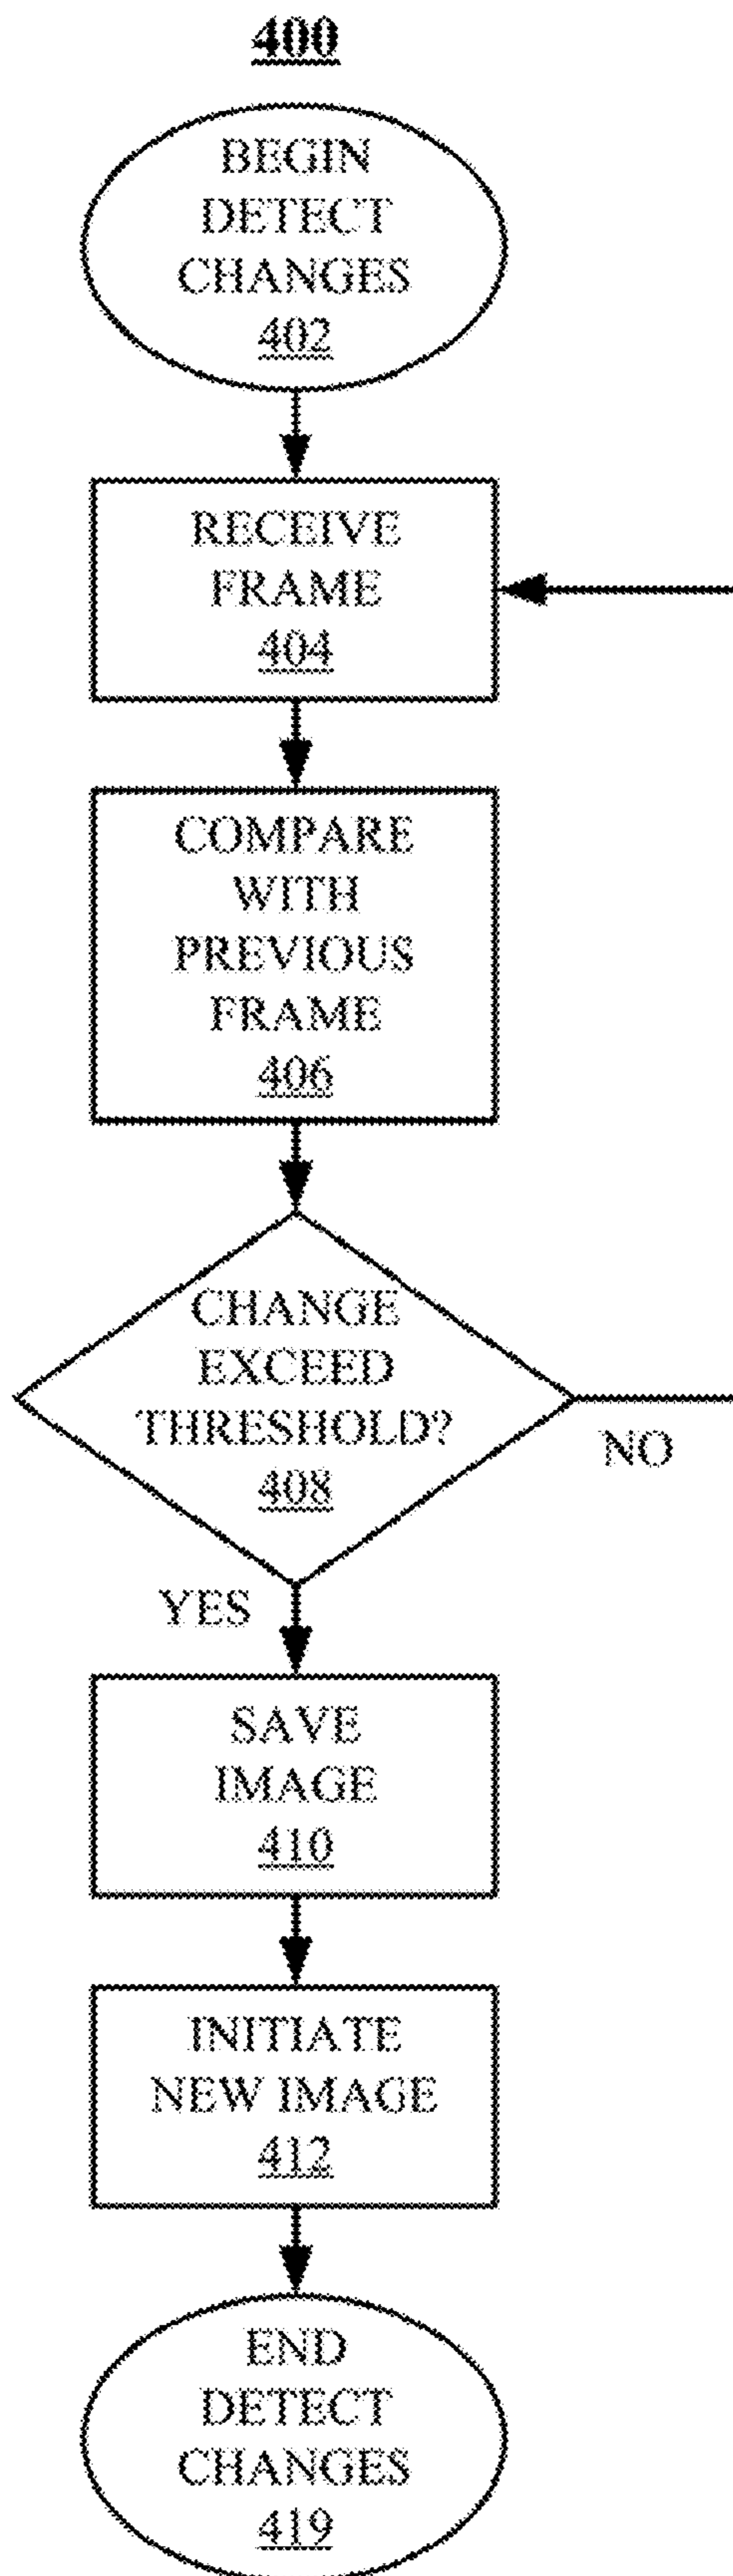 400
BEGIN
DETECT
CHANGES
402
RECEIVE
FRAME
404
COMPARE
WITH
PREVIOUS
FRAME
406
CHANGE
EXCEED
THRESHOLD?
408
NO
YES
SAVE
IMAGE
410
INITIATE
NEW IMAGE
412
END
DETECT
CHANGES
419